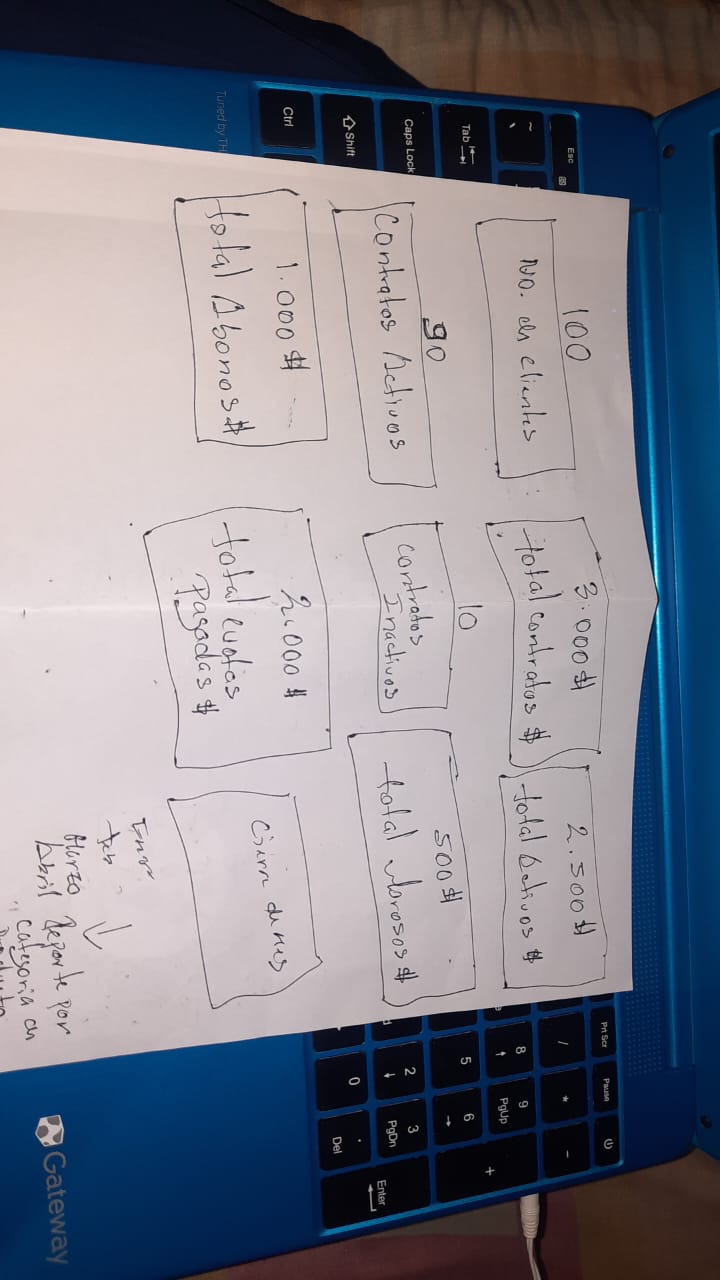 100
No. de clientes
3.000 $
total contratos $
2.500 $
total Activos $
90
Contratos Activos
10
Contratos
Inactivos
500 $
total Morosos $
1.000 $
total Abonos $
2.000 $
total cuotas
pagadas $
Cierre de mes
Enero
feb
Marzo
Abril
Reporte por
categoria de
Producto
Esc
Tab
Caps Lock
Shift
Ctrl
Tuned by TH
Prt Scr
Pause
/
*
-
8
9
PgUp
+
5
6
2
3
PgDn
Enter
0
.
Del
Gateway